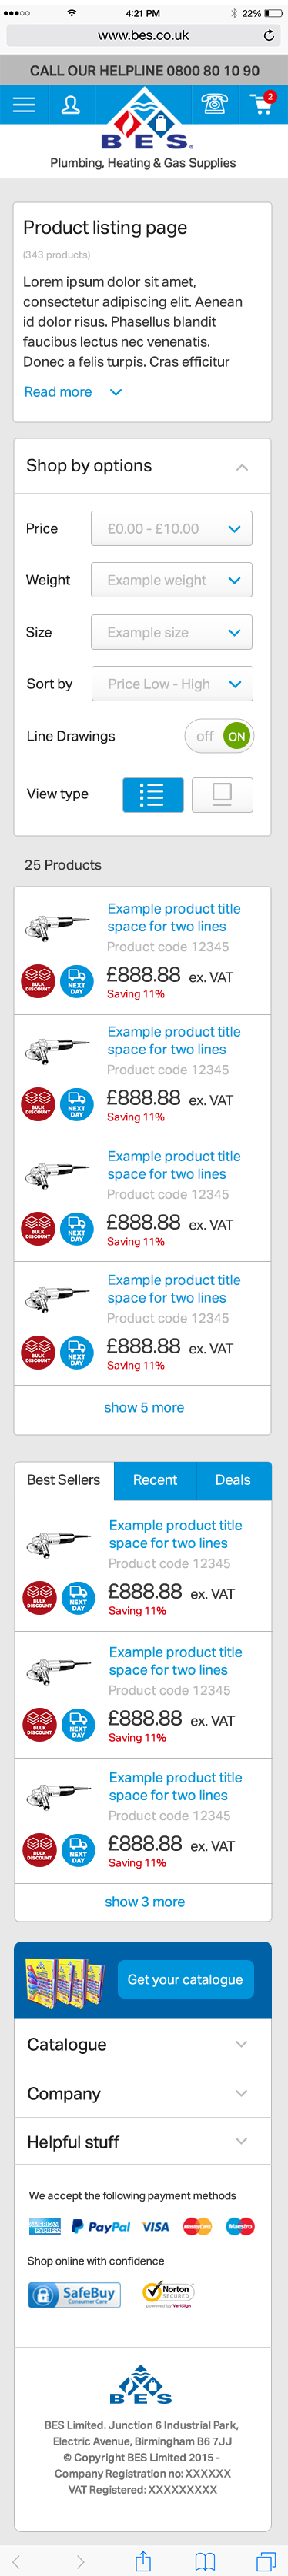 4:21 PM 22%
www.bes.co.uk
CALL OUR HELPLINE 0800 80 10 90
2
BES.
Plumbing, Heating & Gas Supplies
Product listing page
(343 products)
Lorem ipsum dolor sit amet,
consectetur adipiscing elit. Aenean
id dolor risus. Phasellus blandit
faucibus lectus nec venenatis.
Donec a felis turpis. Cras efficitur
Read more
Shop by options
Price £0.00 - £10.00
Weight Example weight
Size Example size
Sort by Price Low - High
Line Drawings off ON
View type
25 Products
Example product title
space for two lines
Product code 12345
BULK DISCOUNT NEXT DAY £888.88 ex. VAT
Saving 11%
Example product title
space for two lines
Product code 12345
BULK DISCOUNT NEXT DAY £888.88 ex. VAT
Saving 11%
Example product title
space for two lines
Product code 12345
BULK DISCOUNT NEXT DAY £888.88 ex. VAT
Saving 11%
Example product title
space for two lines
Product code 12345
BULK DISCOUNT NEXT DAY £888.88 ex. VAT
Saving 11%
show 5 more
Best Sellers Recent Deals
Example product title
space for two lines
Product code 12345
BULK DISCOUNT NEXT DAY £888.88 ex. VAT
Saving 11%
Example product title
space for two lines
Product code 12345
BULK DISCOUNT NEXT DAY £888.88 ex. VAT
Saving 11%
Example product title
space for two lines
Product code 12345
BULK DISCOUNT NEXT DAY £888.88 ex. VAT
Saving 11%
show 3 more
Get your catalogue
Catalogue
Company
Helpful stuff
We accept the following payment methods
AMERICAN EXPRESS PayPal VISA MasterCard Maestro
Shop online with confidence
SafeBuy Consumer Care Norton SECURED powered by VeriSign
BES
BES Limited. Junction 6 Industrial Park,
Electric Avenue, Birmingham B6 7JJ
© Copyright BES Limited 2015 -
Company Registration no: XXXXXX
VAT Registered: XXXXXXXXX